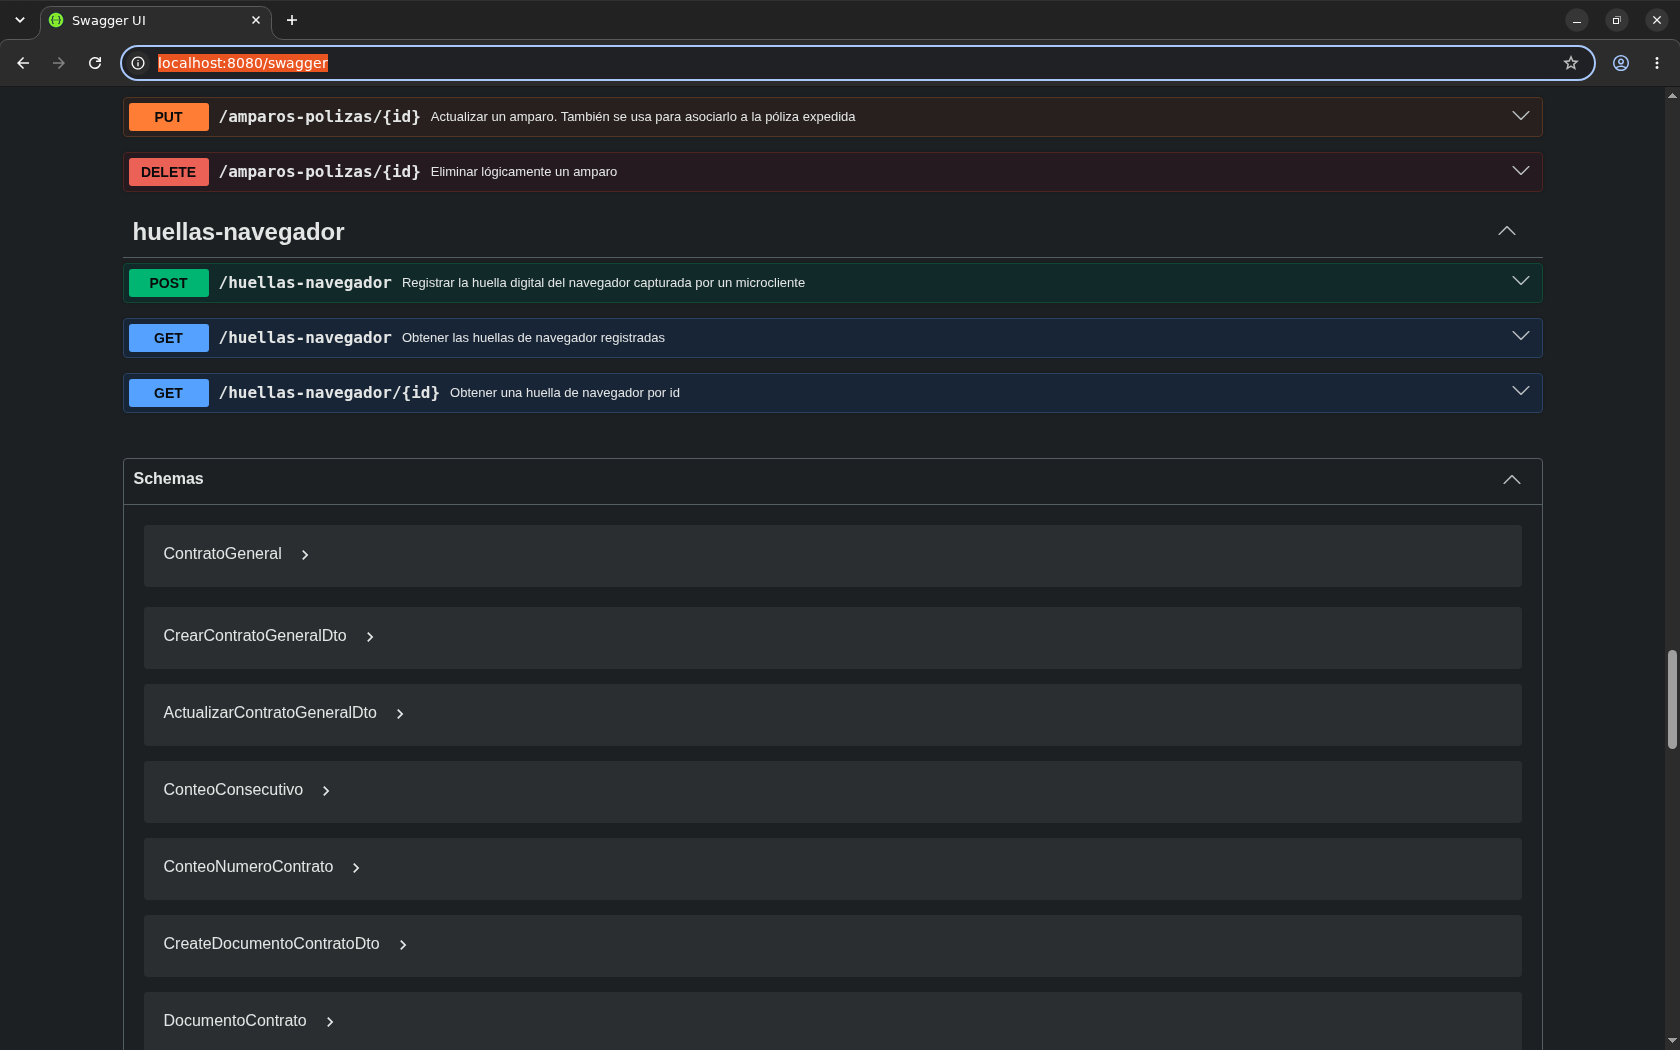 Swagger UI
localhost:8080/swagger
PUT /amparos-polizas/{id} Actualizar un amparo. También se usa para asociarlo a la póliza expedida
DELETE /amparos-polizas/{id} Eliminar lógicamente un amparo
huellas-navegador
POST /huellas-navegador Registrar la huella digital del navegador capturada por un microcliente
GET /huellas-navegador Obtener las huellas de navegador registradas
GET /huellas-navegador/{id} Obtener una huella de navegador por id
Schemas
ContratoGeneral
CrearContratoGeneralDto
ActualizarContratoGeneralDto
ConteoConsecutivo
ConteoNumeroContrato
CreateDocumentoContratoDto
DocumentoContrato